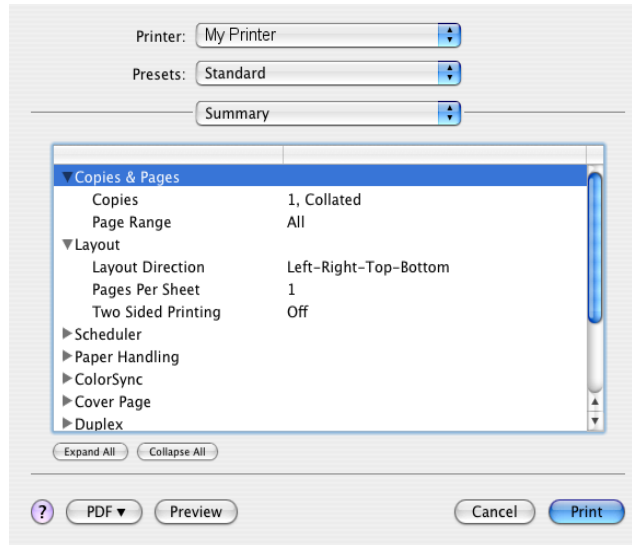 Printer: My Printer
Presets: Standard
Summary
Copies & Pages
Copies 1, Collated
Page Range All
Layout
Layout Direction Left-Right-Top-Bottom
Pages Per Sheet 1
Two Sided Printing Off
Scheduler
Paper Handling
ColorSync
Cover Page
Duplex
Expand All Collapse All
? PDF Preview Cancel Print